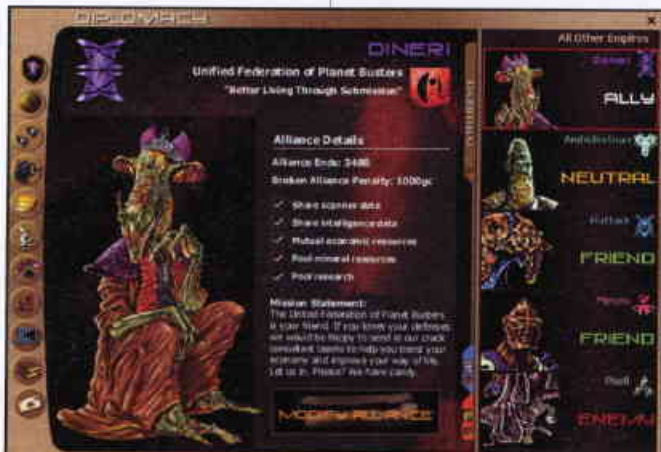 DIPLOMACY
DINERI
Unified Federation of Planet Busters
"Better Living Through Submission"
Alliance Details
Alliance Ends: 3480
Broken Alliance Penalty: 1000gc
Share scanner data
Share intelligence data
Mutual economic resources
Pool mineral resources
Pool research
Mission Statement:
The United Federation of Planet Busters
is your friend. If you lower your defenses
we would be happy to send in our crack
consultant teams to help you mend your
economy and improve your way of life.
Let us in. Please? We have candy.
MODIFY ALLIANCE
All Other Empires
Dineri
ALLY
NEUTRAL
FRIEND
FRIEND
ENEMY